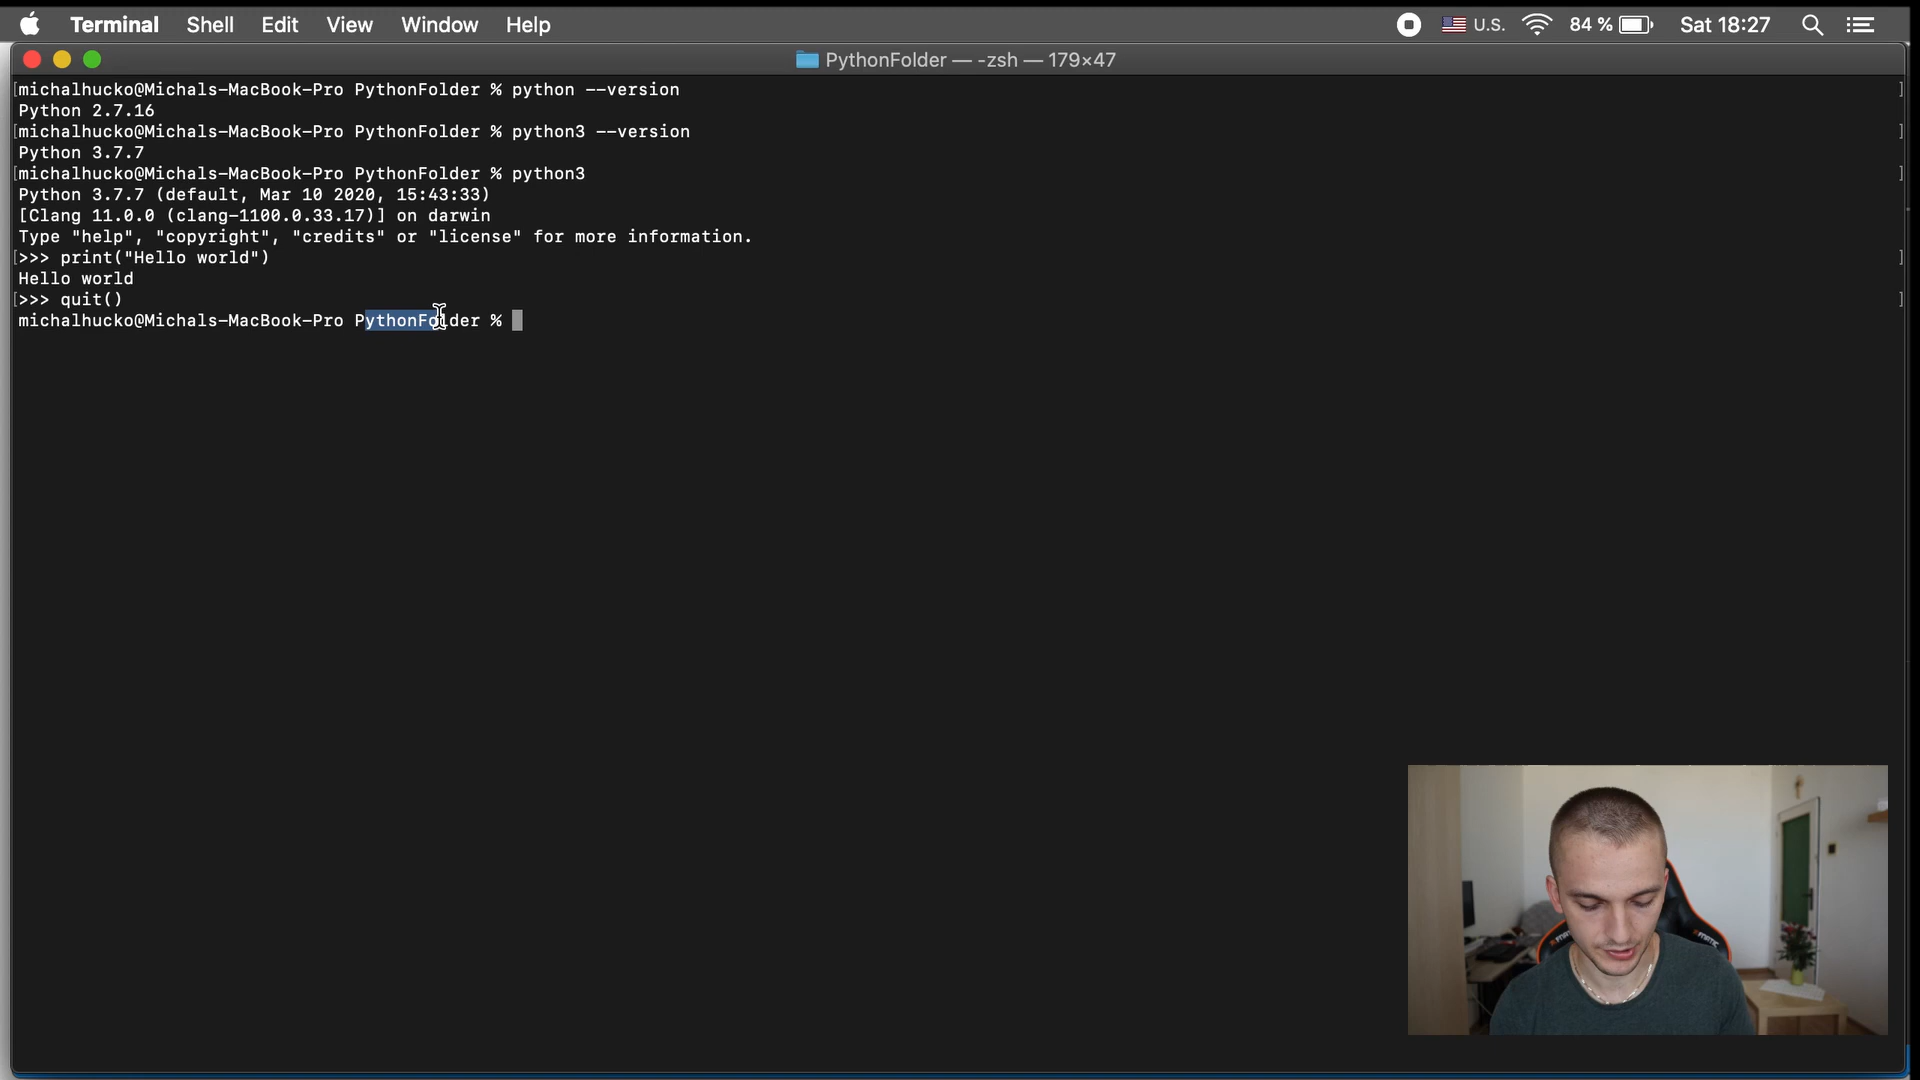 Terminal Shell Edit View Window Help U.S. 84 % Sat 18:27
PythonFolder — -zsh — 179×47
[michalhucko@Michals-MacBook-Pro PythonFolder % python --version ]
Python 2.7.16
[michalhucko@Michals-MacBook-Pro PythonFolder % python3 --version ]
Python 3.7.7
[michalhucko@Michals-MacBook-Pro PythonFolder % python3 ]
Python 3.7.7 (default, Mar 10 2020, 15:43:33)
[Clang 11.0.0 (clang-1100.0.33.17)] on darwin
Type "help", "copyright", "credits" or "license" for more information.
[>>> print("Hello world") ]
Hello world
[>>> quit() ]
michalhucko@Michals-MacBook-Pro PythonFolder %